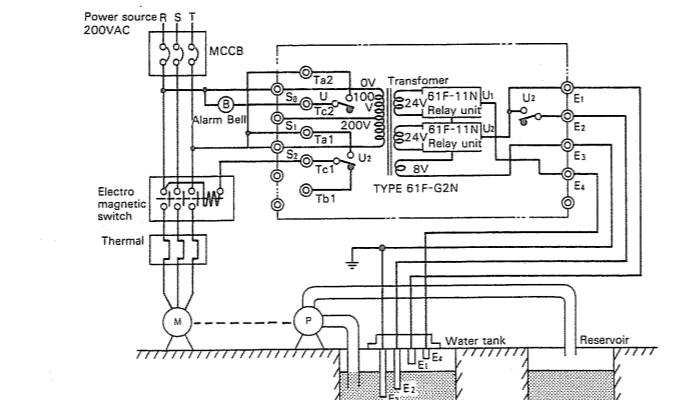 Power source R S T
200VAC
MCCB
Ta2
0V
Transfomer
S3
U
100
V
24V
61F-11N
Relay unit
U1
E1
B
Tc2
Alarm Bell
U2
S1
200V
24V
61F-11N
Relay unit
U2
E2
Ta1
E3
S2
U2
8V
Tc1
E4
TYPE 61F-G2N
Tb1
Electro
magnetic
switch
Thermal
M
P
Water tank
Reservoir
E4
E1
E2
E3